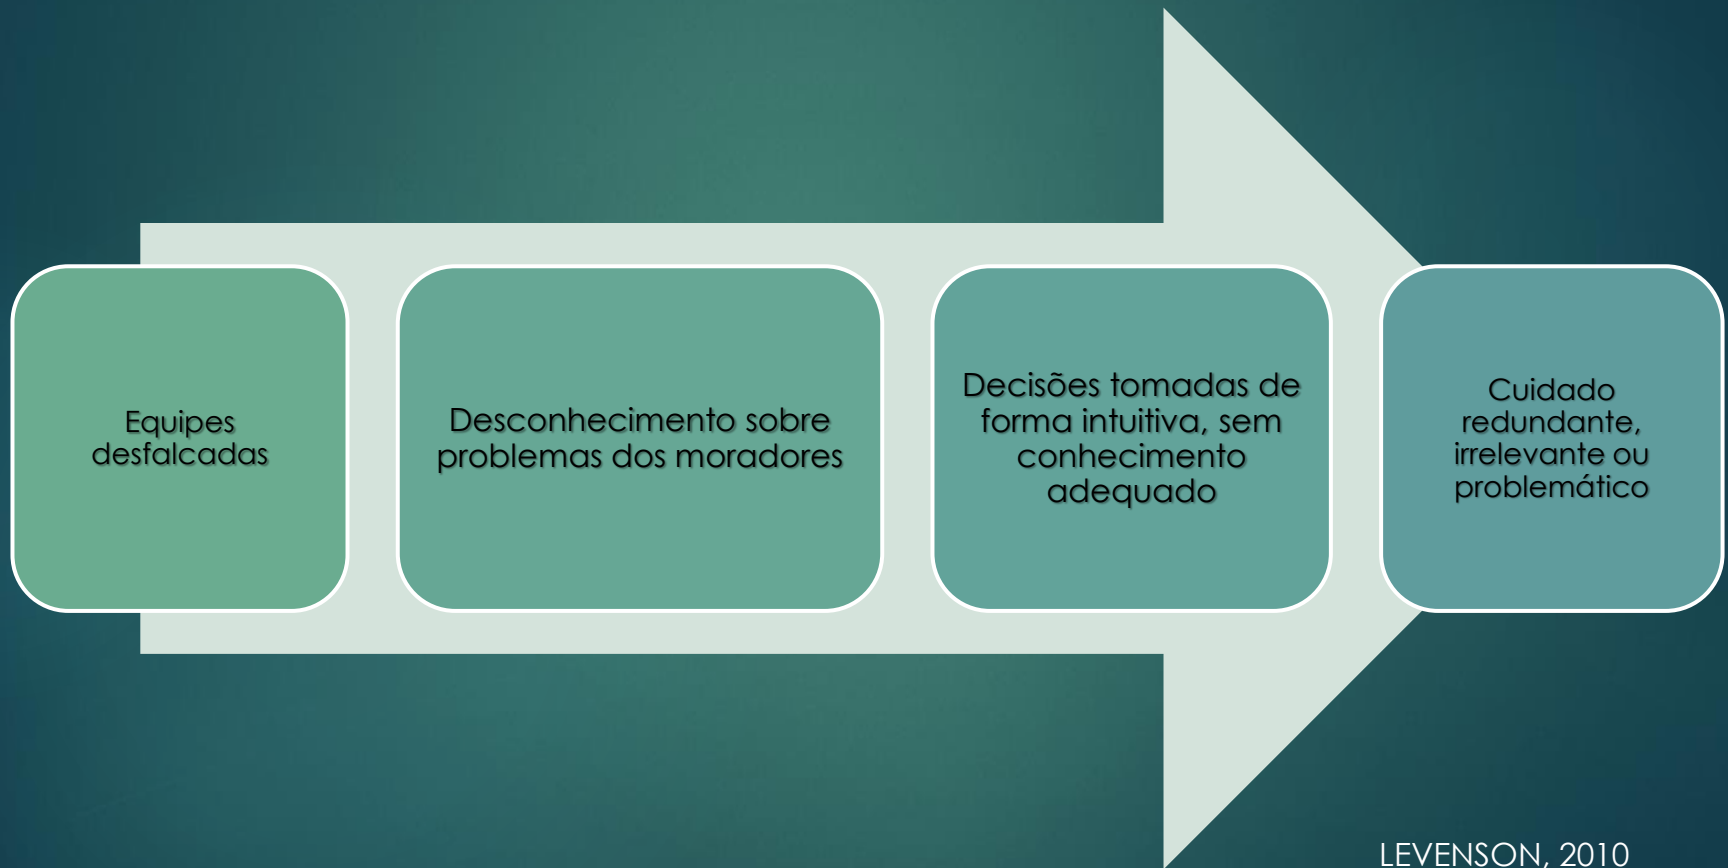 Equipes
desfalcadas
Desconhecimento sobre
problemas dos moradores
Decisões tomadas de
forma intuitiva, sem
conhecimento
adequado
Cuidado
redundante,
irrelevante ou
problemático
LEVENSON, 2010